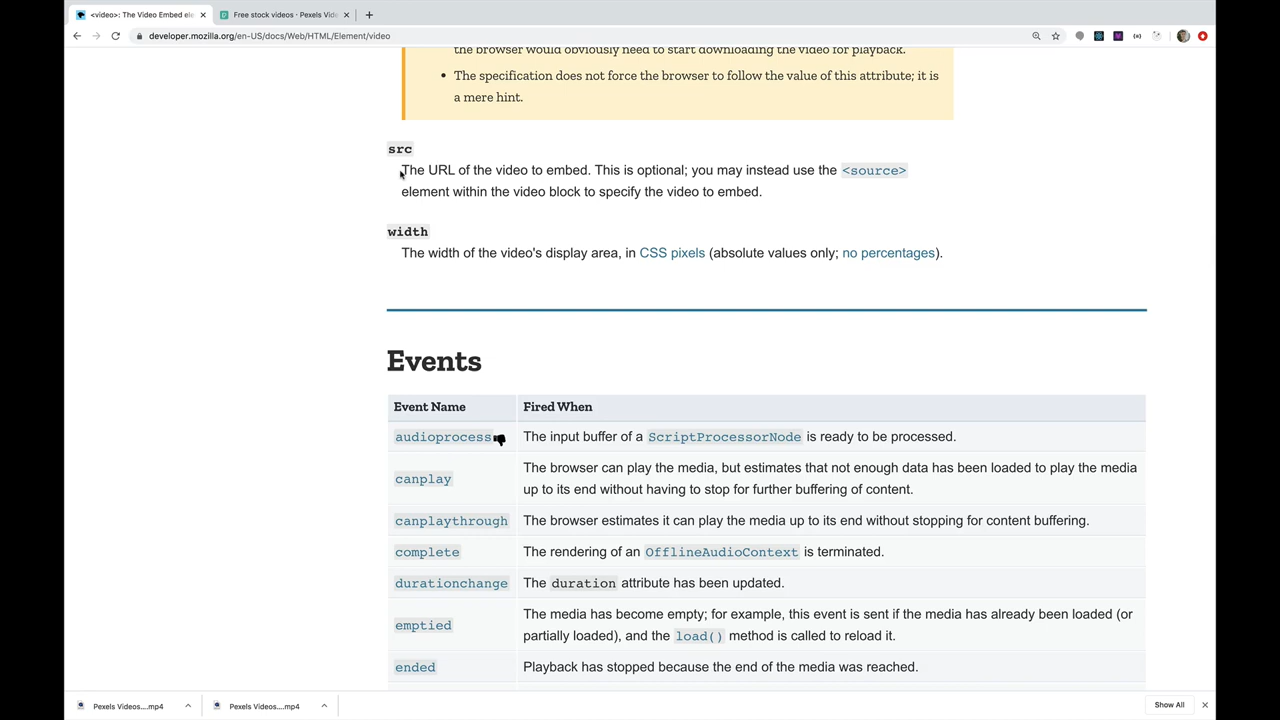 <video>: The Video Embed ele
Free stock videos · Pexels Vide
developer.mozilla.org/en-US/docs/Web/HTML/Element/video
the browser would obviously need to start downloading the video for playback.
• The specification does not force the browser to follow the value of this attribute; it is
a mere hint.
src
The URL of the video to embed. This is optional; you may instead use the <source>
element within the video block to specify the video to embed.
width
The width of the video's display area, in CSS pixels (absolute values only; no percentages).
Events
Event Name Fired When
audioprocess The input buffer of a ScriptProcessorNode is ready to be processed.
canplay
The browser can play the media, but estimates that not enough data has been loaded to play the media
up to its end without having to stop for further buffering of content.
canplaythrough The browser estimates it can play the media up to its end without stopping for content buffering.
complete The rendering of an OfflineAudioContext is terminated.
durationchange The duration attribute has been updated.
emptied
The media has become empty; for example, this event is sent if the media has already been loaded (or
partially loaded), and the load() method is called to reload it.
ended Playback has stopped because the end of the media was reached.
Pexels Videos....mp4
Pexels Videos....mp4
Show All